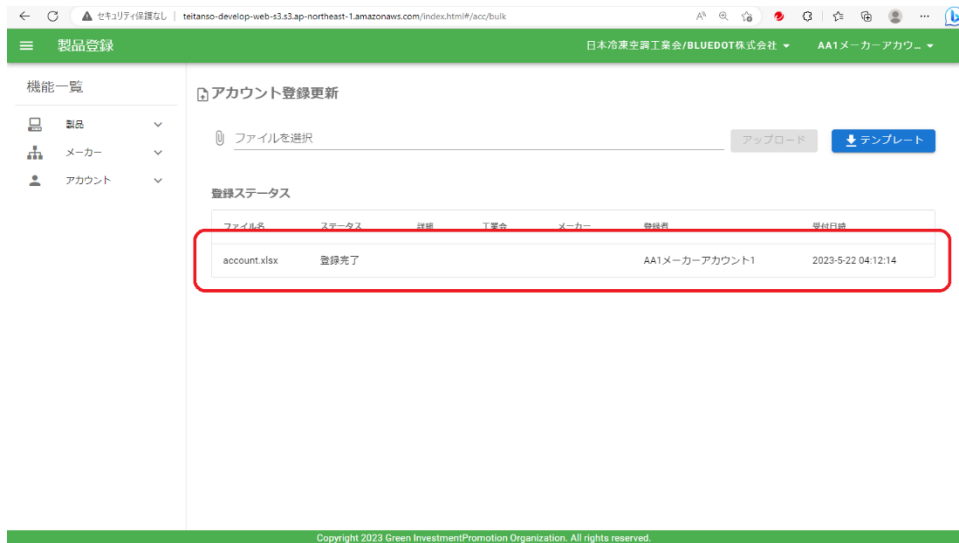 セキュリティ保護なし | teitanso-develop-web-s3.s3.ap-northeast-1.amazonaws.com/index.html#/acc/bulk
製品登録 日本冷凍空調工業会/BLUEDOT株式会社 AA1メーカーアカウ...
機能一覧
製品
メーカー
アカウント
アカウント登録更新
ファイルを選択 アップロード テンプレート
登録ステータス
ファイル名 ステータス 詳細 工業会 メーカー 登録者 受付日時
account.xlsx 登録完了 AA1メーカーアカウント1 2023-5-22 04:12:14
Copyright 2023 Green InvestmentPromotion Organization. All rights reserved.